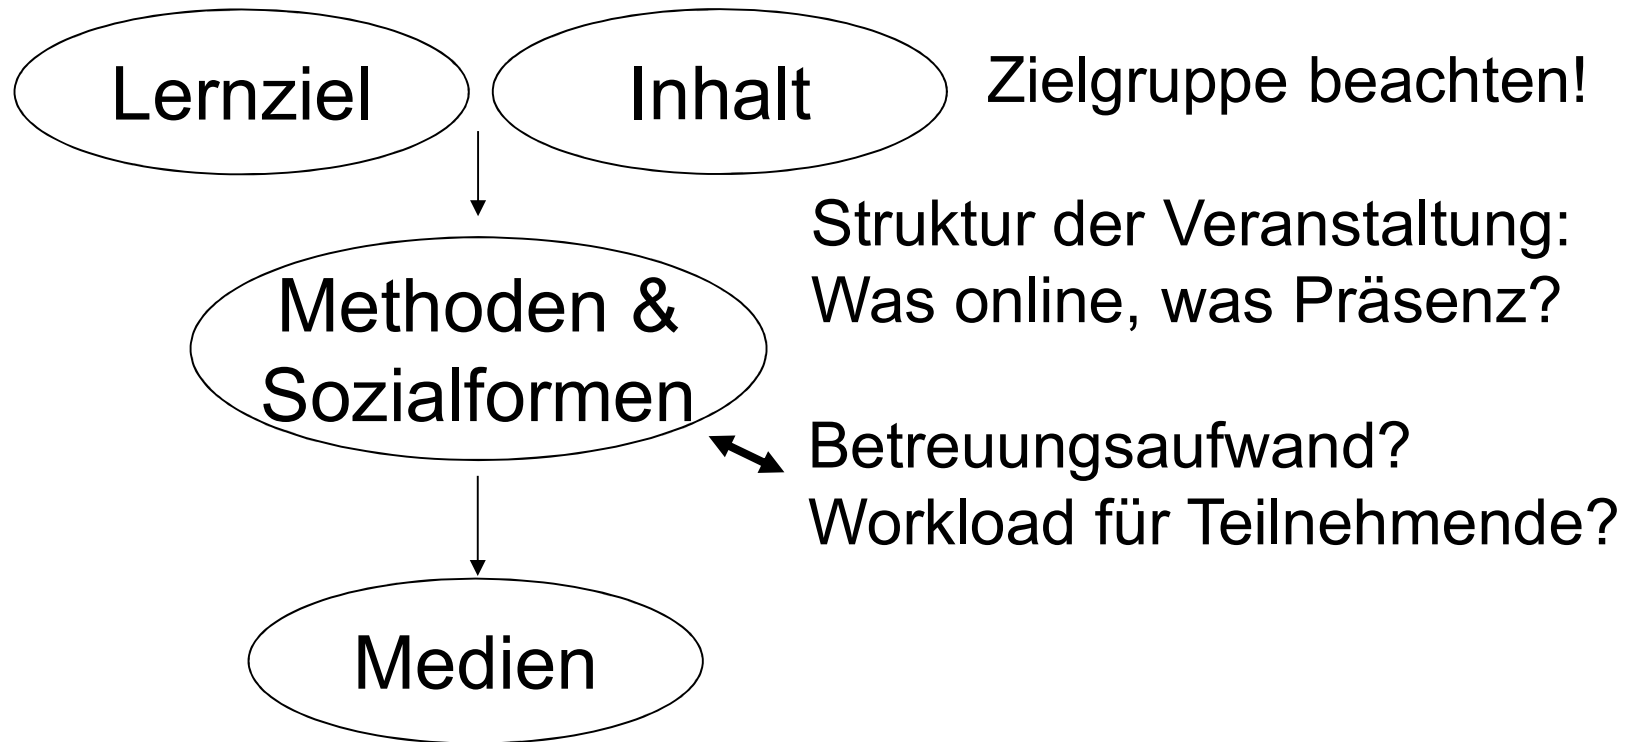 Lernziel
Inhalt
Zielgruppe beachten!
Struktur der Veranstaltung:
Was online, was Präsenz?
Methoden &
Sozialformen
Betreuungsaufwand?
Workload für Teilnehmende?
Medien